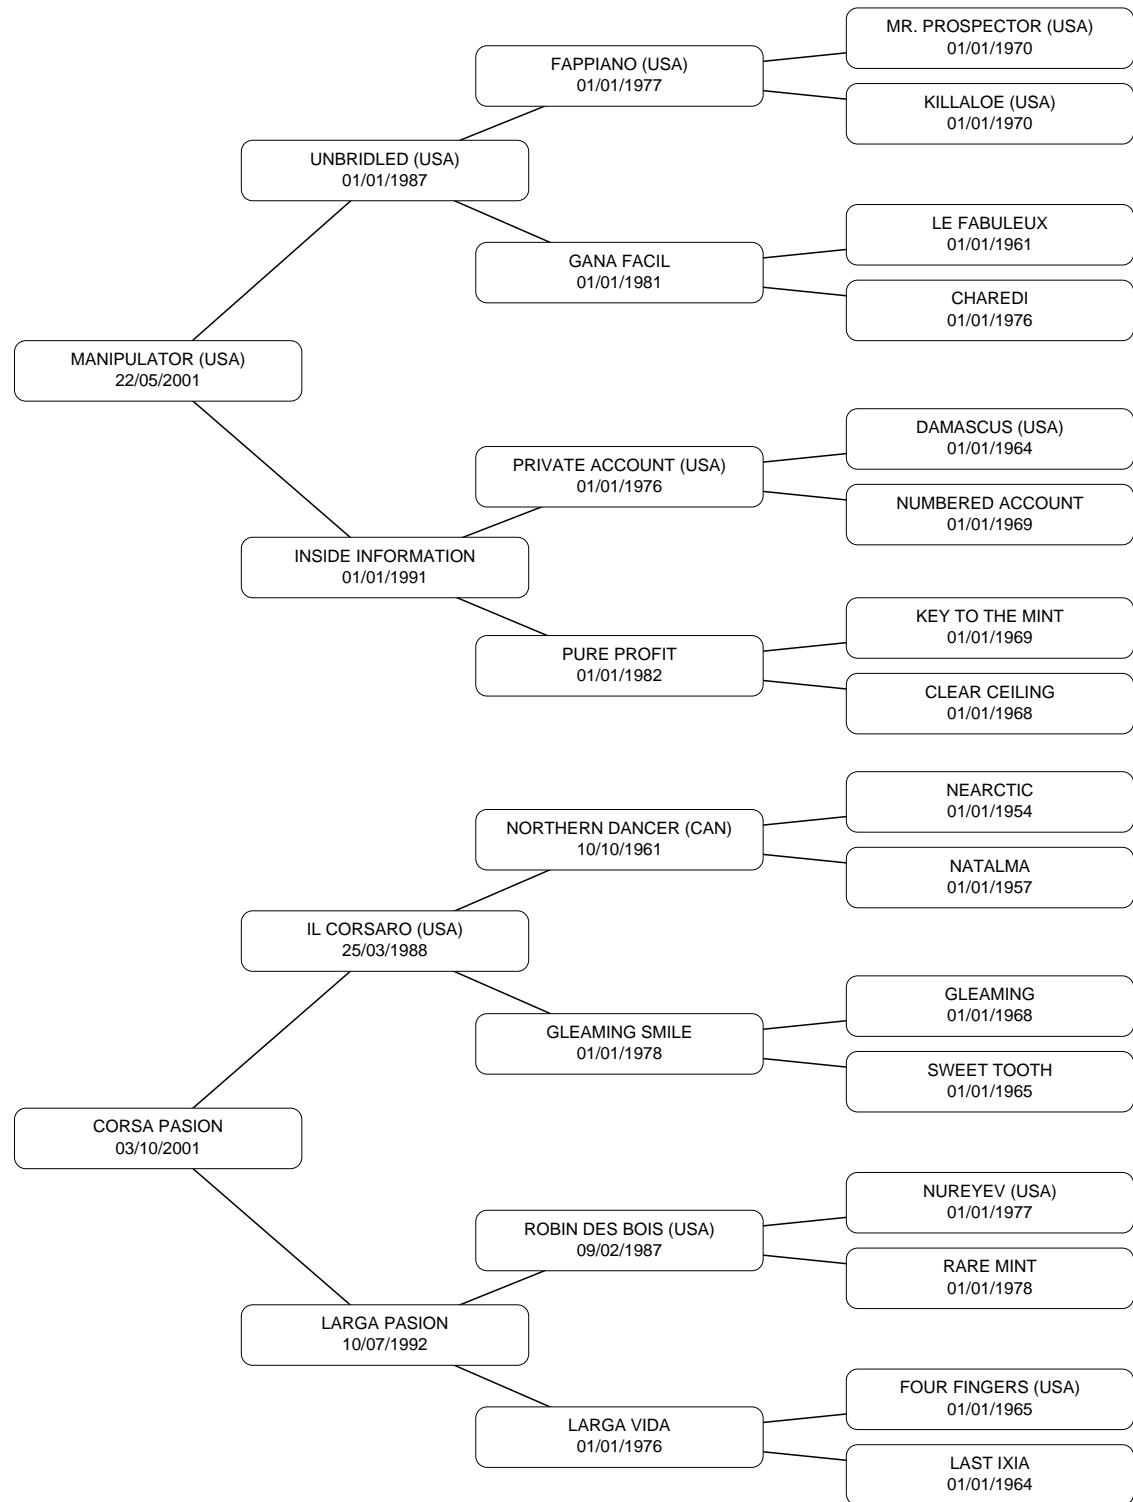 MR. PROSPECTOR (USA)
01/01/1970
FAPPIANO (USA)
01/01/1977
KILLALOE (USA)
01/01/1970
UNBRIDLED (USA)
01/01/1987
LE FABULEUX
01/01/1961
GANA FACIL
01/01/1981
CHAREDI
01/01/1976
MANIPULATOR (USA)
22/05/2001
DAMASCUS (USA)
01/01/1964
PRIVATE ACCOUNT (USA)
01/01/1976
NUMBERED ACCOUNT
01/01/1969
INSIDE INFORMATION
01/01/1991
KEY TO THE MINT
01/01/1969
PURE PROFIT
01/01/1982
CLEAR CEILING
01/01/1968
NEARCTIC
01/01/1954
NORTHERN DANCER (CAN)
10/10/1961
NATALMA
01/01/1957
IL CORSARO (USA)
25/03/1988
GLEAMING
01/01/1968
GLEAMING SMILE
01/01/1978
SWEET TOOTH
01/01/1965
CORSA PASION
03/10/2001
NUREYEV (USA)
01/01/1977
ROBIN DES BOIS (USA)
09/02/1987
RARE MINT
01/01/1978
LARGA PASION
10/07/1992
FOUR FINGERS (USA)
01/01/1965
LARGA VIDA
01/01/1976
LAST IXIA
01/01/1964